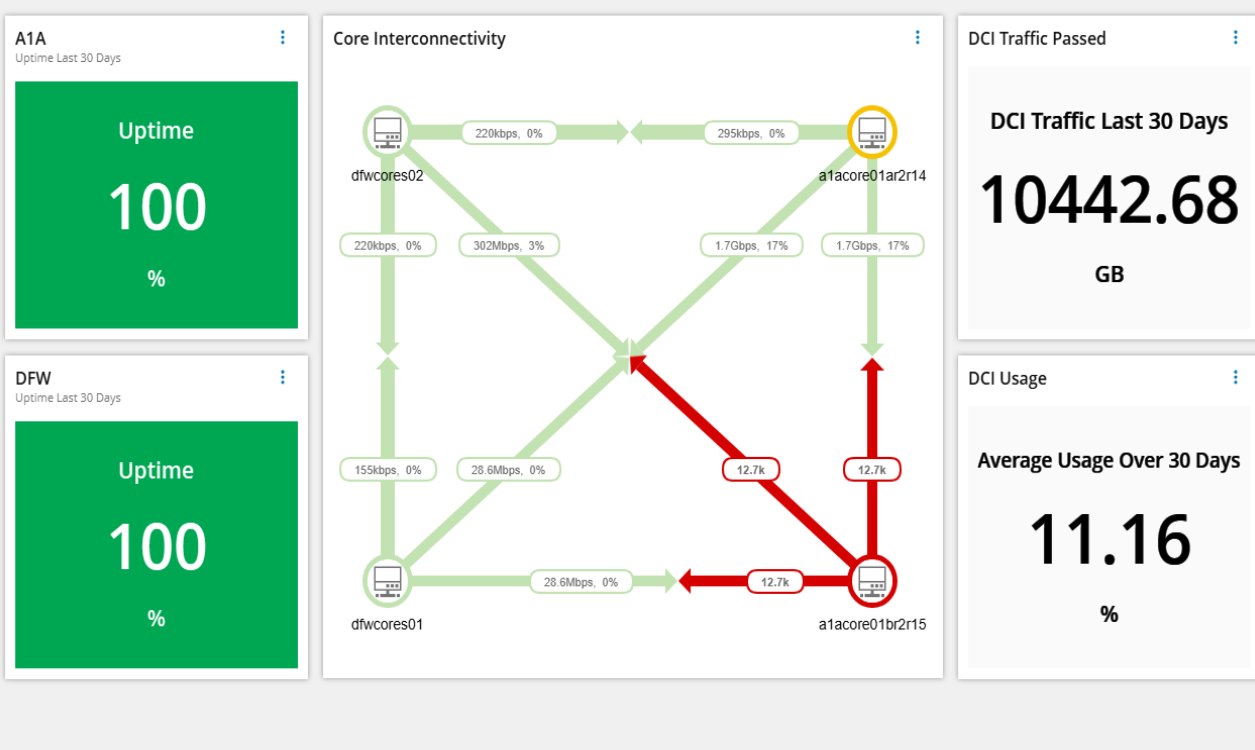 A1A
Uptime Last 30 Days
Uptime
100
%
DFW
Uptime Last 30 Days
Uptime
100
%
Core Interconnectivity
220kbps, 0%
295kbps, 0%
dfwcores02
a1acore01ar2r14
220kbps, 0%
302Mbps, 3%
1.7Gbps, 17%
1.7Gbps, 17%
155kbps, 0%
28.6Mbps, 0%
12.7k
12.7k
28.6Mbps, 0%
12.7k
dfwcores01
a1acore01br2r15
DCI Traffic Passed
DCI Traffic Last 30 Days
10442.68
GB
DCI Usage
Average Usage Over 30 Days
11.16
%